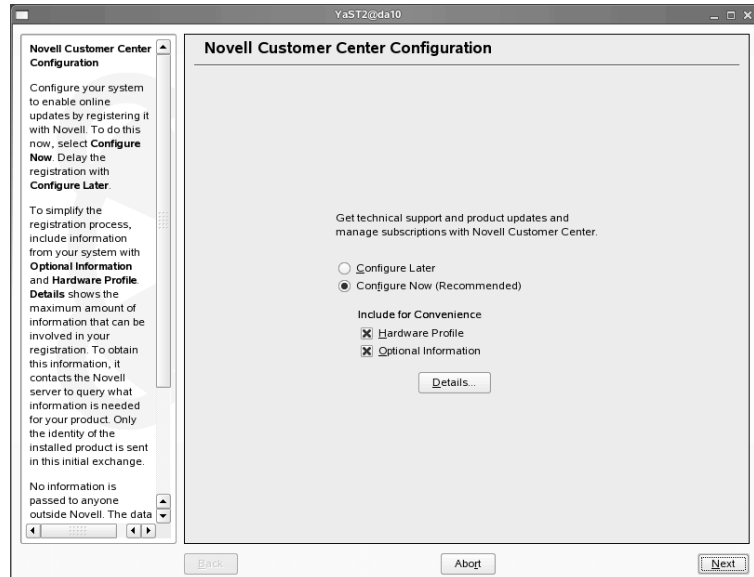 YaST2@da10
Novell Customer Center
Configuration
Configure your system
to enable online
updates by registering it
with Novell. To do this
now, select Configure
Now. Delay the
registration with
Configure Later.
To simplify the
registration process,
include information
from your system with
Optional Information
and Hardware Profile.
Details shows the
maximum amount of
information that can be
involved in your
registration. To obtain
this information, it
contacts the Novell
server to query what
information is needed
for your product. Only
the identity of the
installed product is sent
in this initial exchange.
No information is
passed to anyone
outside Novell. The data
Novell Customer Center Configuration
Get technical support and product updates and
manage subscriptions with Novell Customer Center.
Configure Later
Configure Now (Recommended)
Include for Convenience
Hardware Profile
Optional Information
Details...
Back
Abort
Next